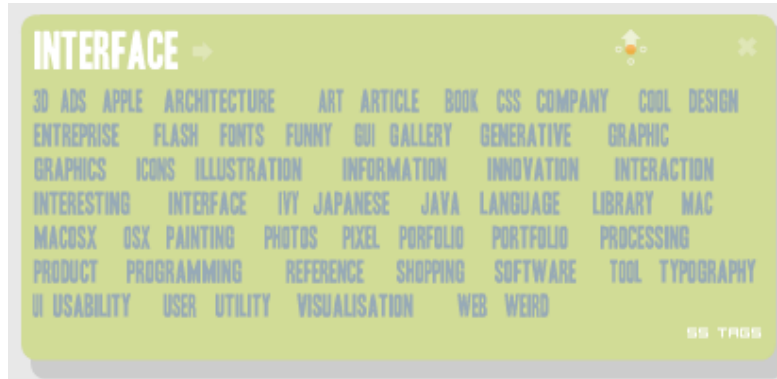 INTERFACE
3D ADS APPLE ARCHITECTURE ART ARTICLE BOOK CSS COMPANY COOL DESIGN
ENTREPRISE FLASH FONTS FUNNY GUI GALLERY GENERATIVE GRAPHIC
GRAPHICS ICONS ILLUSTRATION INFORMATION INNOVATION INTERACTION
INTERESTING INTERFACE IVY JAPANESE JAVA LANGUAGE LIBRARY MAC
MACOSX OSX PAINTING PHOTOS PIXEL PORFOLIO PORTFOLIO PROCESSING
PRODUCT PROGRAMMING REFERENCE SHOPPING SOFTWARE TOOL TYPOGRAPHY
UI USABILITY USER UTILITY VISUALISATION WEB WEIRD
55 TAGS